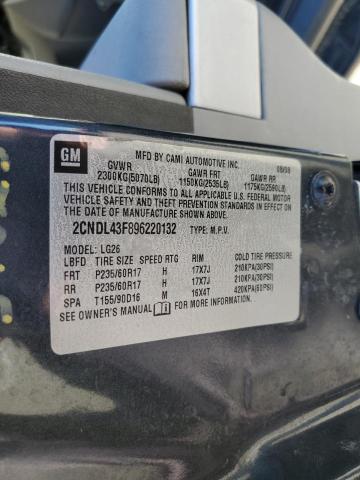 GM
MFD BY CAMI AUTOMOTIVE INC. 08/08
GVWR GAWR FRT GAWR RR
2300KG(5070LB) 1150KG(2535LB) 1175KG(2590LB)
THIS VEHICLE CONFORMS TO ALL APPLICABLE U.S. FEDERAL MOTOR
VEHICLE SAFETY, BUMPER, AND THEFT PREVENTION STANDARDS
IN EFFECT ON THE DATE OF MANUFACTURE SHOWN ABOVE.
2CNDL43F896220132 TYPE: M.P.V.
MODEL: LG26
LBFD TIRE SIZE SPEED RTG RIM COLD TIRE PRESSURE
FRT P235/60R17 H 17X7J 210KPA(30PSI)
RR P235/60R17 H 17X7J 210KPA(30PSI)
SPA T155/90D16 M 16X4T 420KPA(60PSI)
SEE OWNER'S MANUAL FOR MORE INFORMATION.